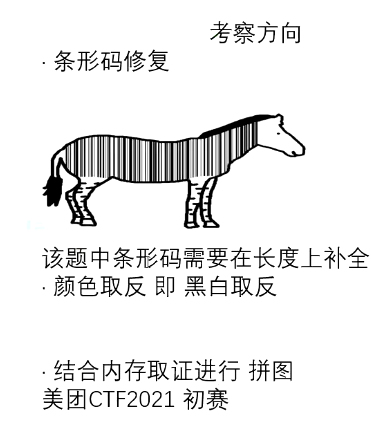 考察方向
· 条形码修复
该题中条形码需要在长度上补全
· 颜色取反 即 黑白取反
· 结合内存取证进行 拼图
美团CTF2021 初赛